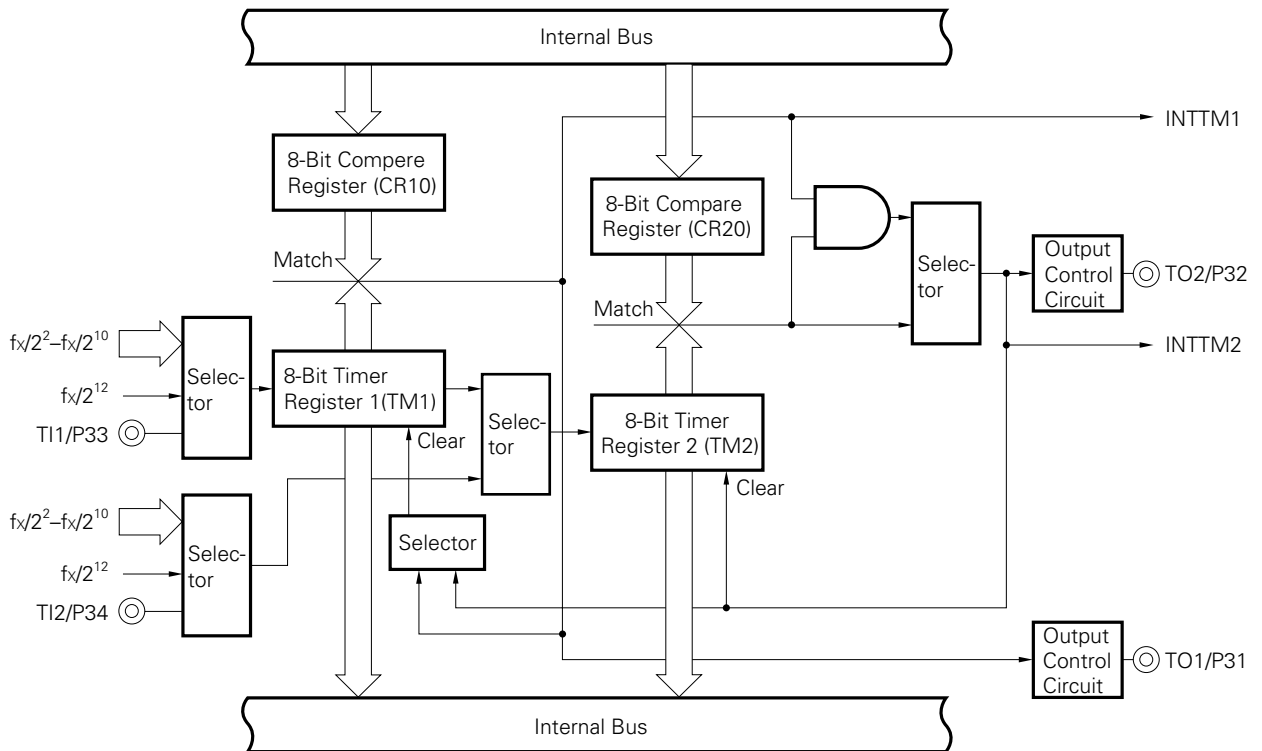 Internal Bus
INTTM1
8-Bit Compere
Register (CR10)
8-Bit Compare
Register (CR20)
Match
Selec-
tor
Output
Control
Circuit
TO2/P32
Match
INTTM2
fx/2²–fx/2¹⁰
fx/2¹²
TI1/P33
Selec-
tor
8-Bit Timer
Register 1(TM1)
Clear
Selec-
tor
8-Bit Timer
Register 2 (TM2)
Clear
fx/2²–fx/2¹⁰
fx/2¹²
TI2/P34
Selec-
tor
Selector
Output
Control
Circuit
TO1/P31
Internal Bus